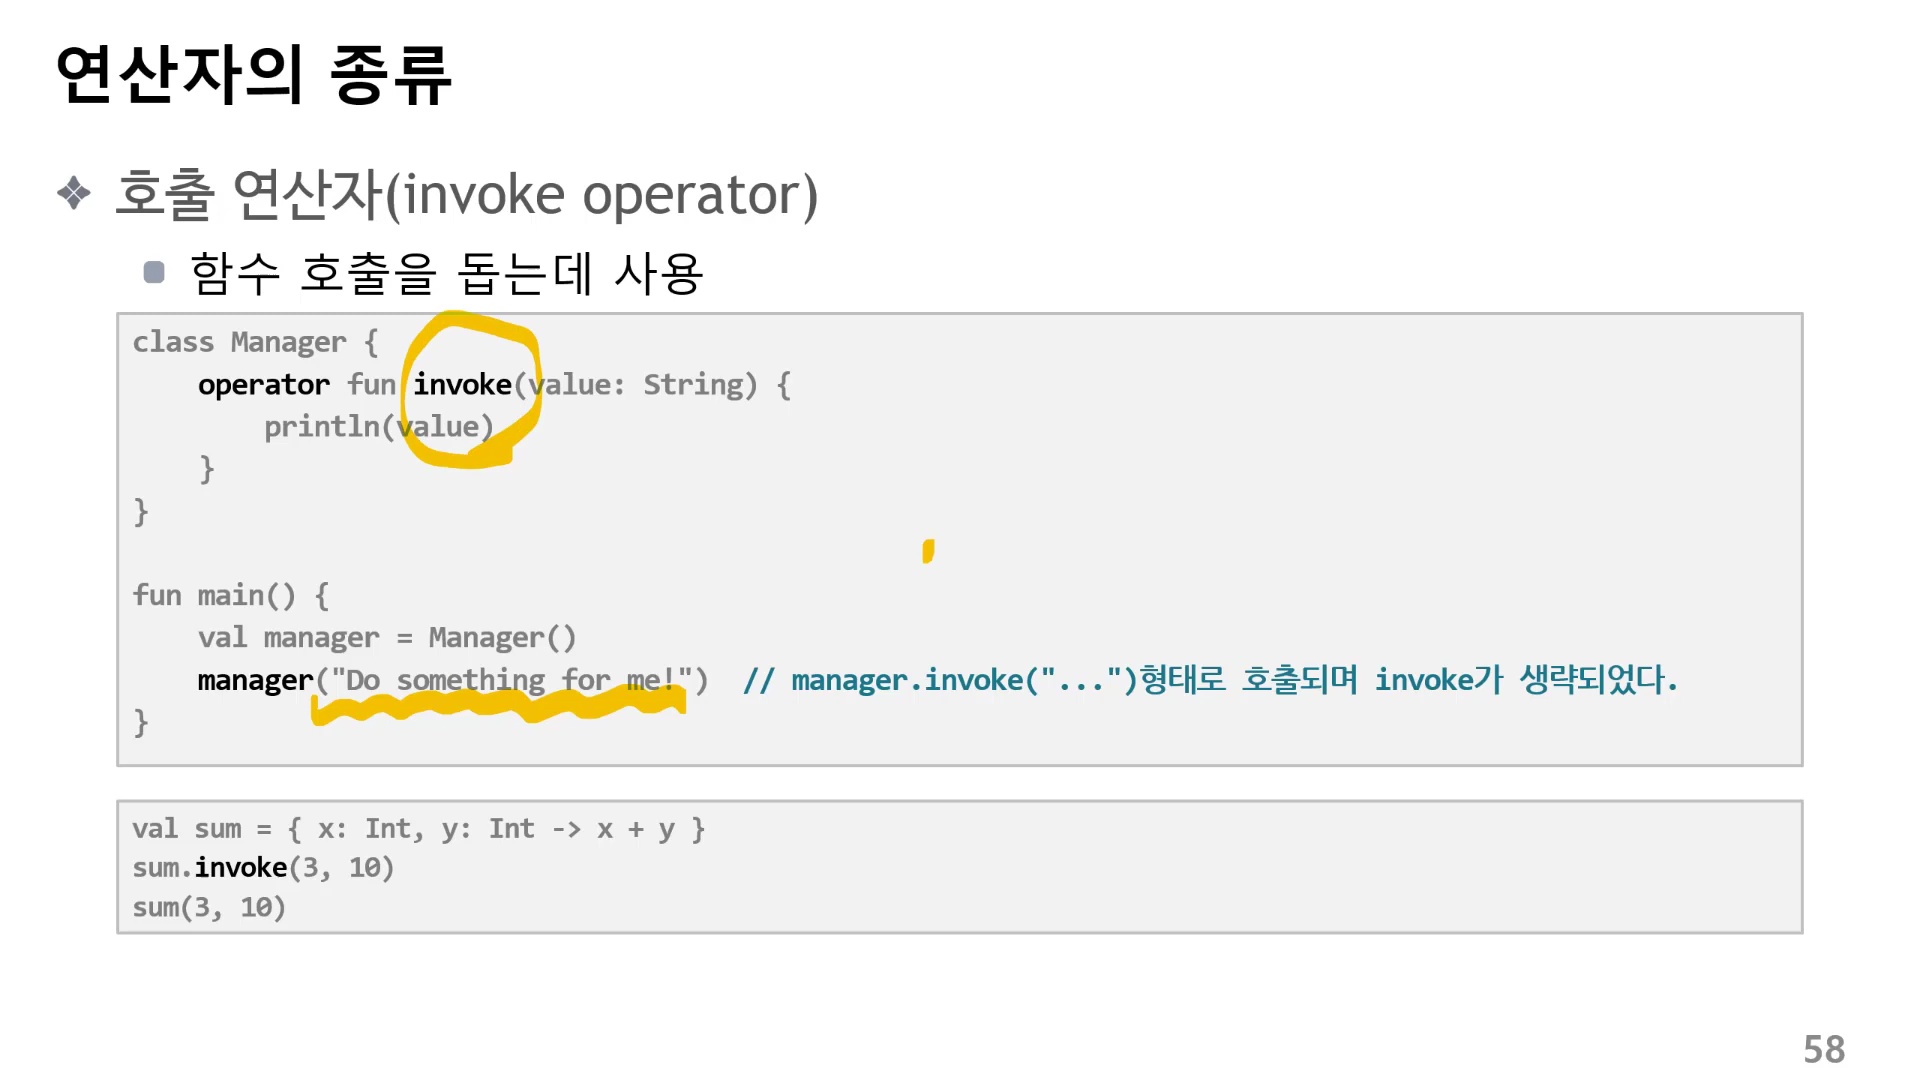 연산자의 종류
호출 연산자(invoke operator)
함수 호출을 돕는데 사용
class Manager {
    operator fun invoke(value: String) {
        println(value)
    }
}
fun main() {
    val manager = Manager()
    manager("Do something for me!")  // manager.invoke("...")형태로 호출되며 invoke가 생략되었다.
}
val sum = { x: Int, y: Int -> x + y }
sum.invoke(3, 10)
sum(3, 10)
58